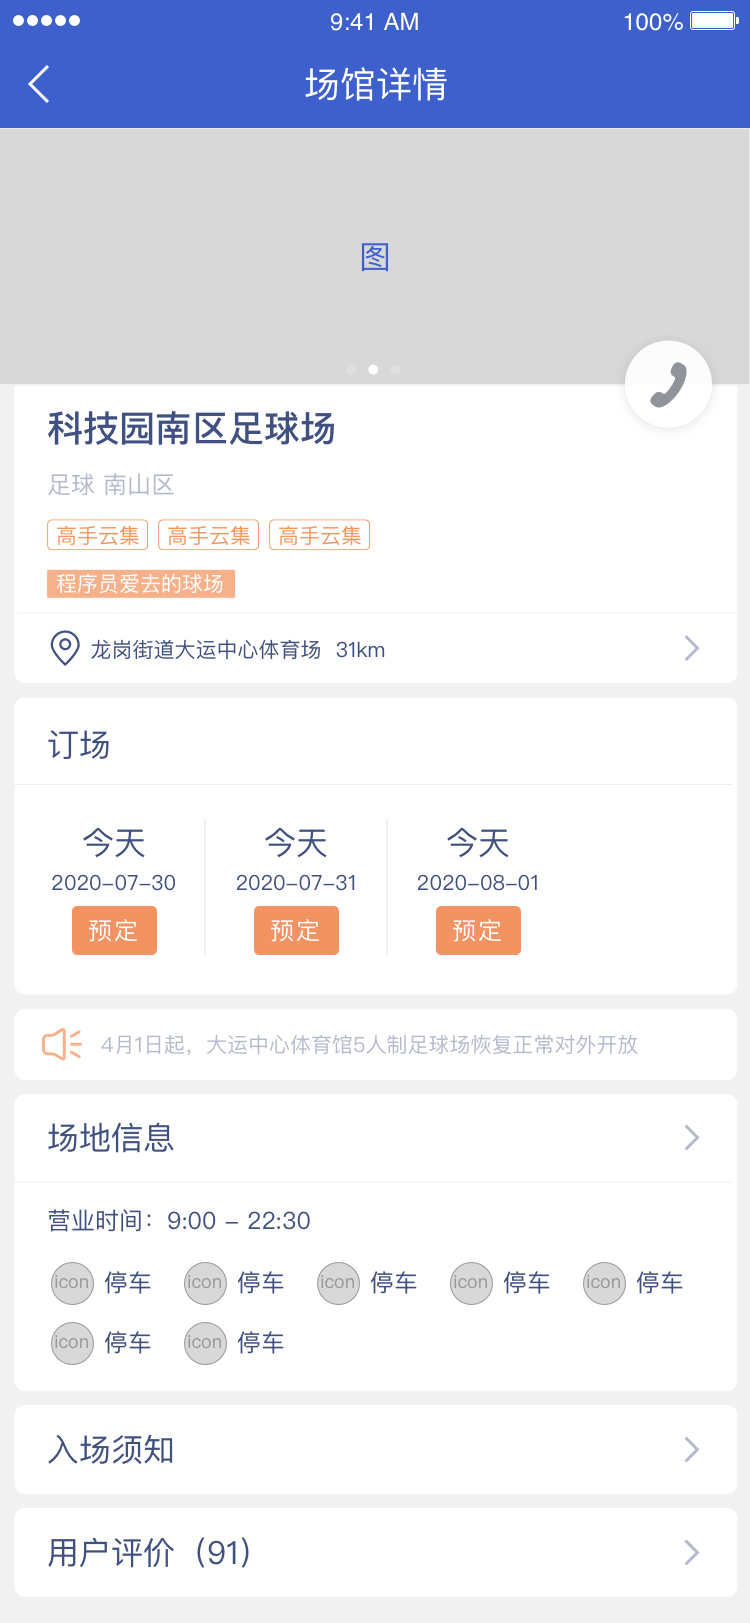 9:41 AM 100%
场馆详情
图
科技园南区足球场
足球 南山区
高手云集 高手云集 高手云集
程序员爱去的球场
龙岗街道大运中心体育场 31km
订场
今天 今天 今天
2020-07-30 2020-07-31 2020-08-01
预定 预定 预定
4月1日起，大运中心体育馆5人制足球场恢复正常对外开放
场地信息
营业时间：9:00 - 22:30
icon 停车 icon 停车 icon 停车 icon 停车 icon 停车
icon 停车 icon 停车
入场须知
用户评价（91）